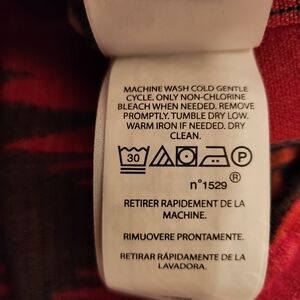 MACHINE WASH COLD GENTLE
CYCLE. ONLY NON-CHLORINE
BLEACH WHEN NEEDED. REMOVE
PROMPTLY. TUMBLE DRY LOW.
WARM IRON IF NEEDED. DRY
CLEAN.
30 P
n°1529 ®
RETIRER RAPIDEMENT DE LA
MACHINE.
RIMUOVERE PRONTAMENTE.
RETIRAR RÁPIDAMENTE DE LA
LAVADORA.